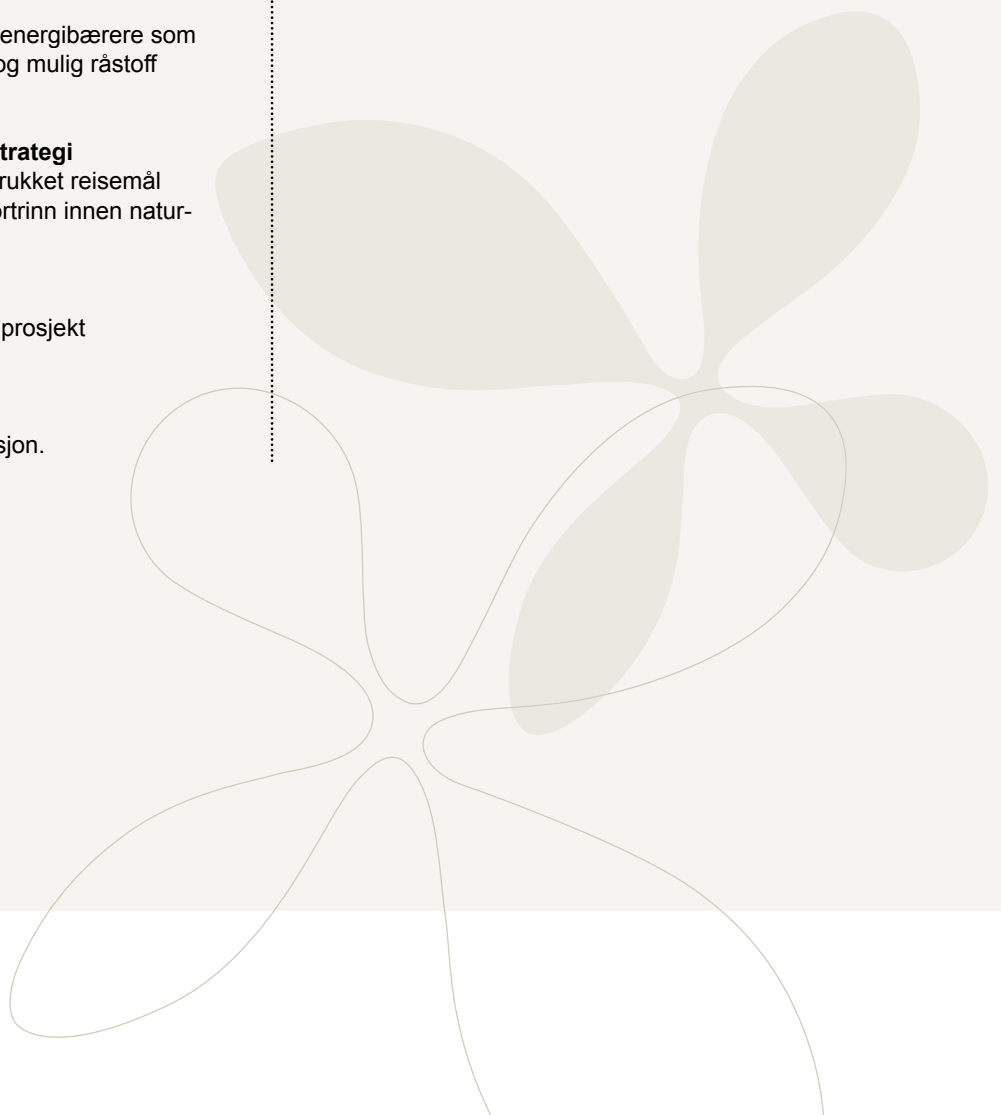 energibærere som
og mulig råstoff
trategi
rukket reisemål
ortrinn innen natur-
prosjekt
sjon.